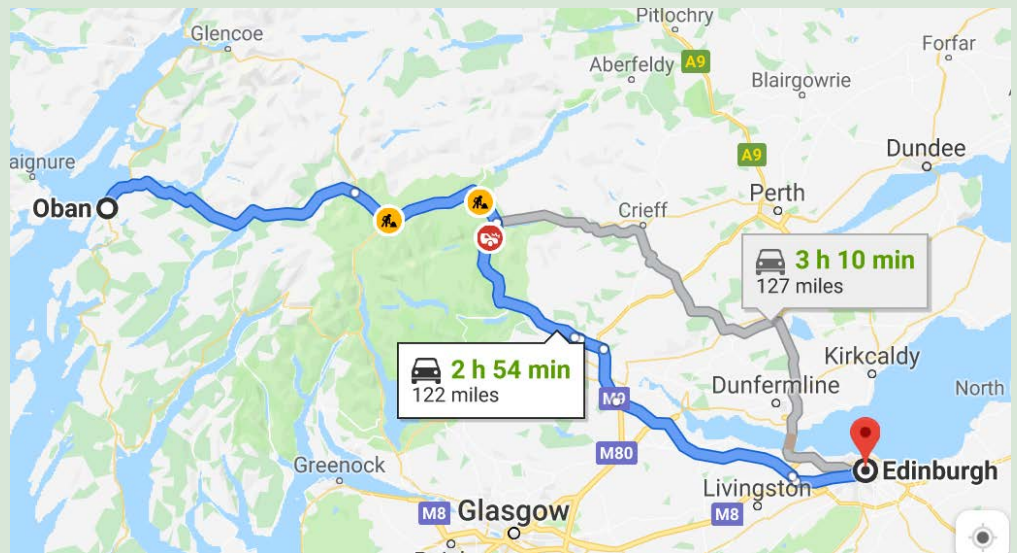 Pitlochry
Glencoe
Forfar
Aberfeldy
A9
Blairgowrie
A9
Dundee
aignure
Perth
Oban
Crieff
3 h 10 min
127 miles
2 h 54 min
122 miles
Kirkcaldy
Dunfermline
North
M9
M80
Greenock
Edinburgh
Livingston
M8
Glasgow
M8